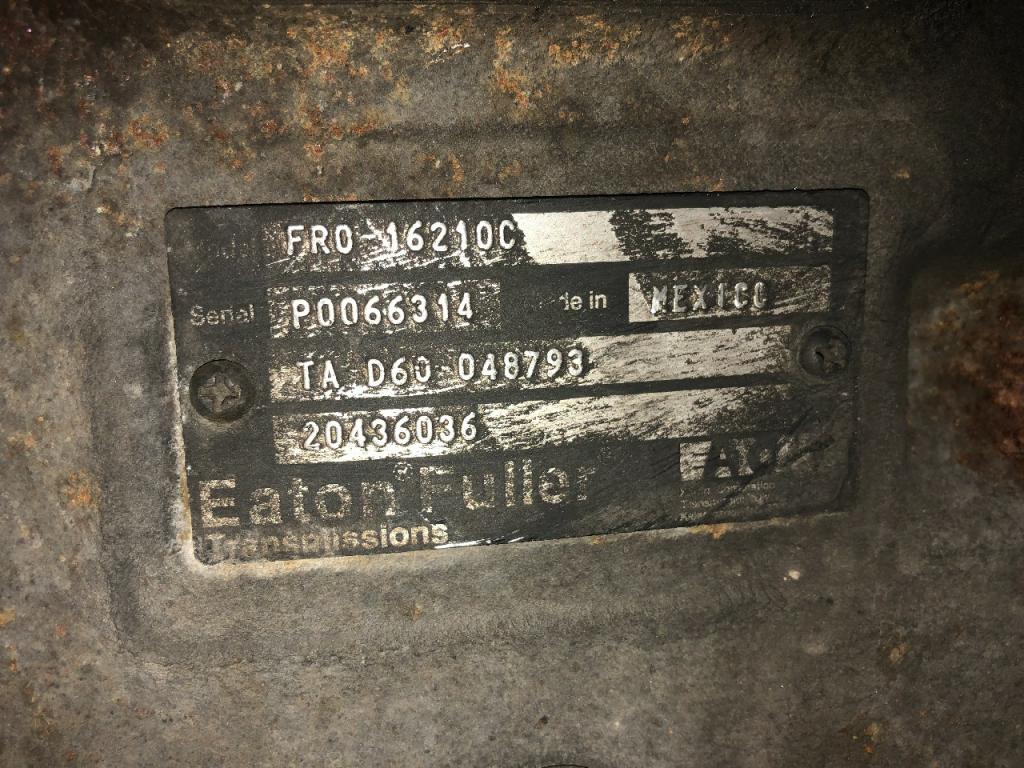 FRO-16210C
Serial P0066314 MEXICO
TA D60-048793
20436036
Eaton® Fuller®
Transmissions